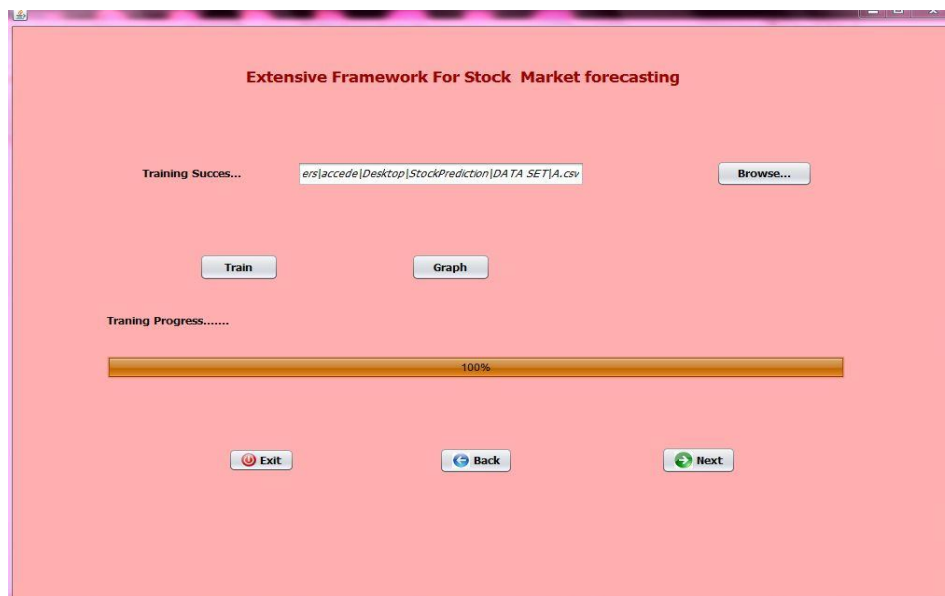 Extensive Framework For Stock Market forecasting
Training Succes...
ers|accede|Desktop|StockPrediction|DATA SET|A.csv
Browse...
Train
Graph
Traning Progress.......
100%
Exit
Back
Next